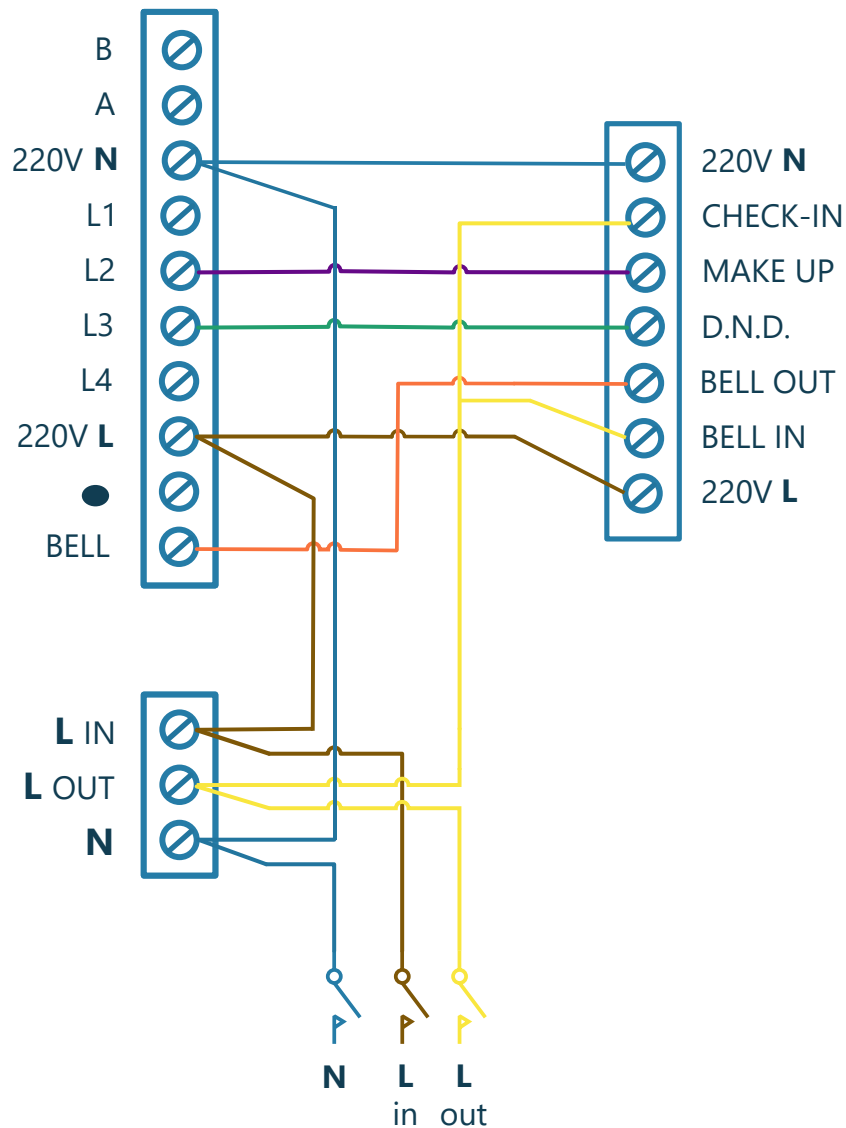 B
A
220V N
L1
L2
L3
L4
220V L
BELL
220V N
CHECK-IN
MAKE UP
D.N.D.
BELL OUT
BELL IN
220V L
L IN
L OUT
N
N L L
in out